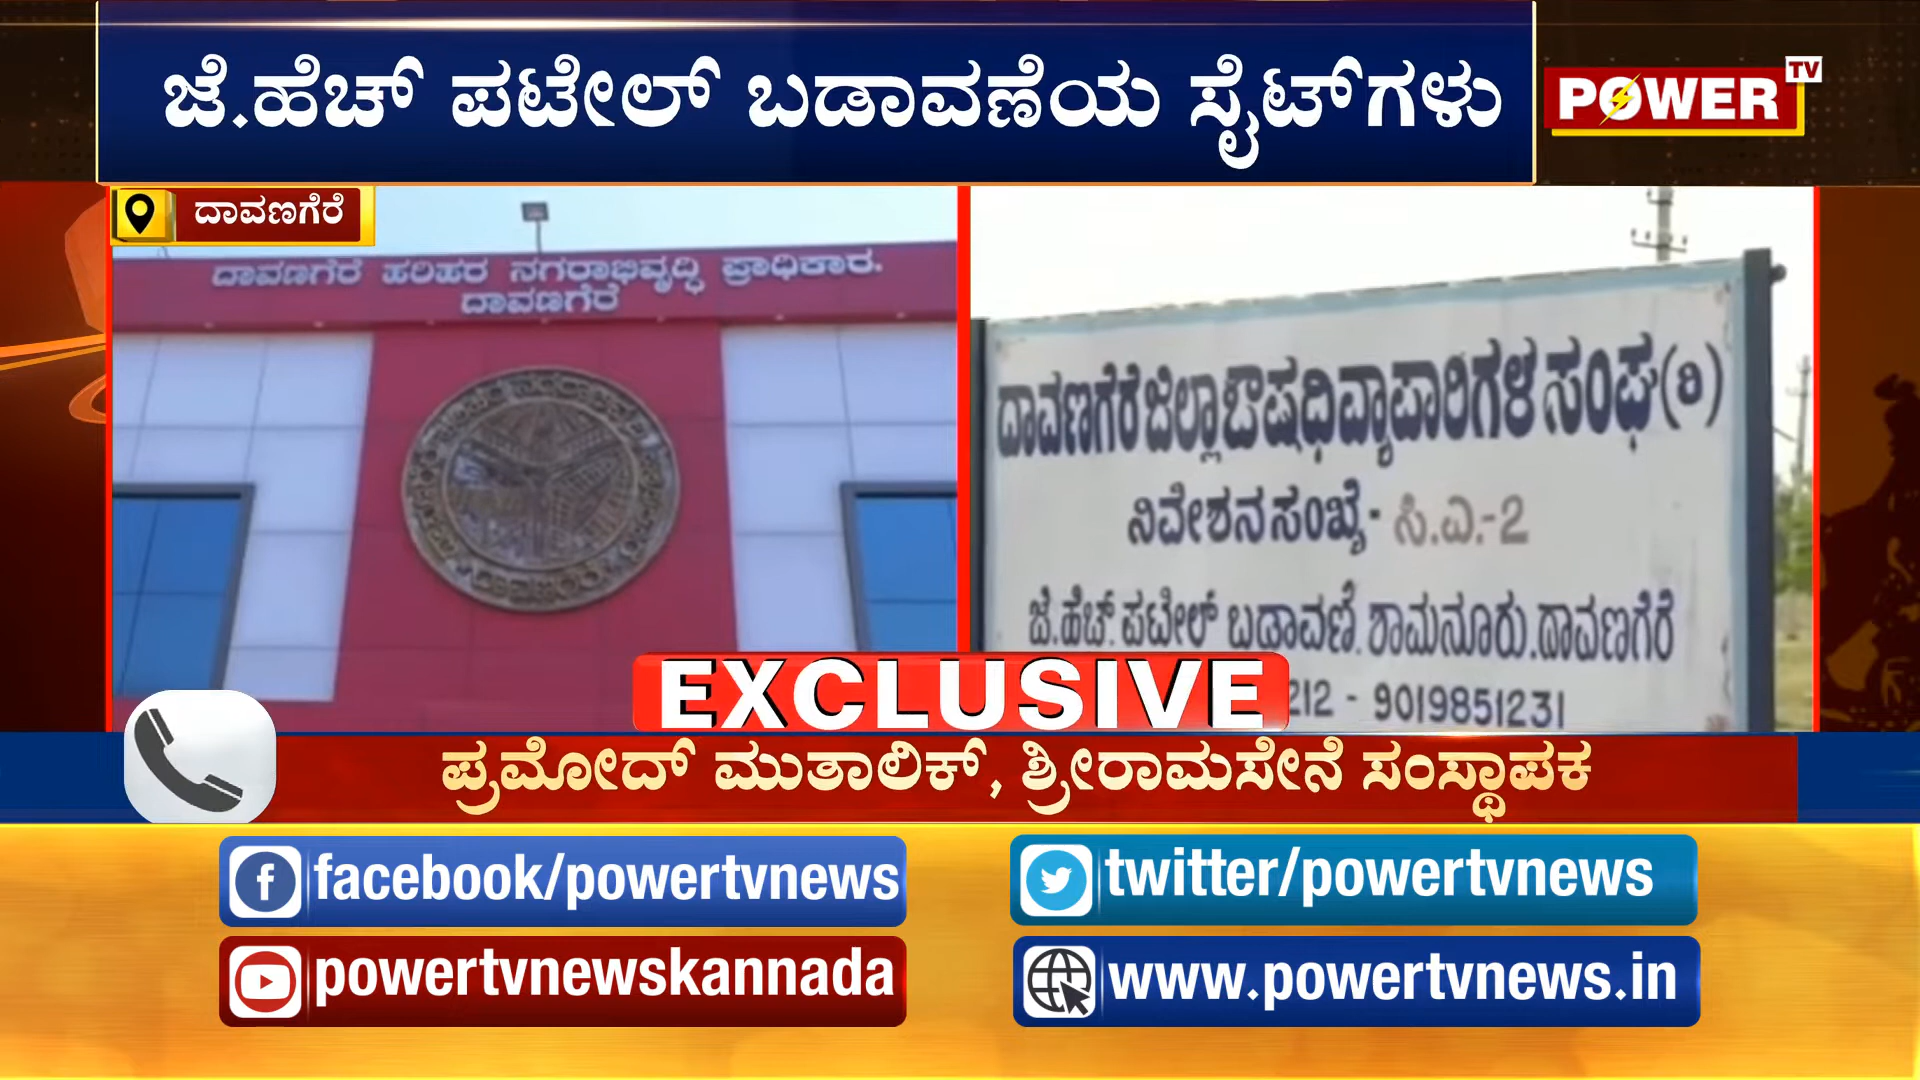 ಜೆ.ಹೆಚ್ ಪಟೇಲ್ ಬಡಾವಣೆಯ ಸೈಟ್‌ಗಳು
POWER TV
ದಾವಣಗೆರೆ
ದಾವಣಗೆರೆ ಹರಿಹರ ನಗರಾಭಿವೃದ್ಧಿ ಪ್ರಾಧಿಕಾರ.
ದಾವಣಗೆರೆ
ದಾವಣಗೆರೆ ಜಿಲ್ಲಾ ಔಷಧಿ ವ್ಯಾಪಾರಿಗಳ ಸಂಘ (ರಿ)
ನಿವೇಶನ ಸಂಖ್ಯೆ- ಸಿ.ಎ.-2
ಜೆ.ಹೆಚ್. ಪಟೇಲ್ ಬಡಾವಣೆ. ಶಾಮನೂರು. ದಾವಣಗೆರೆ
212 - 9019851231
EXCLUSIVE
ಪ್ರಮೋದ್ ಮುತಾಲಿಕ್, ಶ್ರೀರಾಮಸೇನೆ ಸಂಸ್ಥಾಪಕ
facebook/powertvnews
twitter/powertvnews
powertvnewskannada
www.powertvnews.in